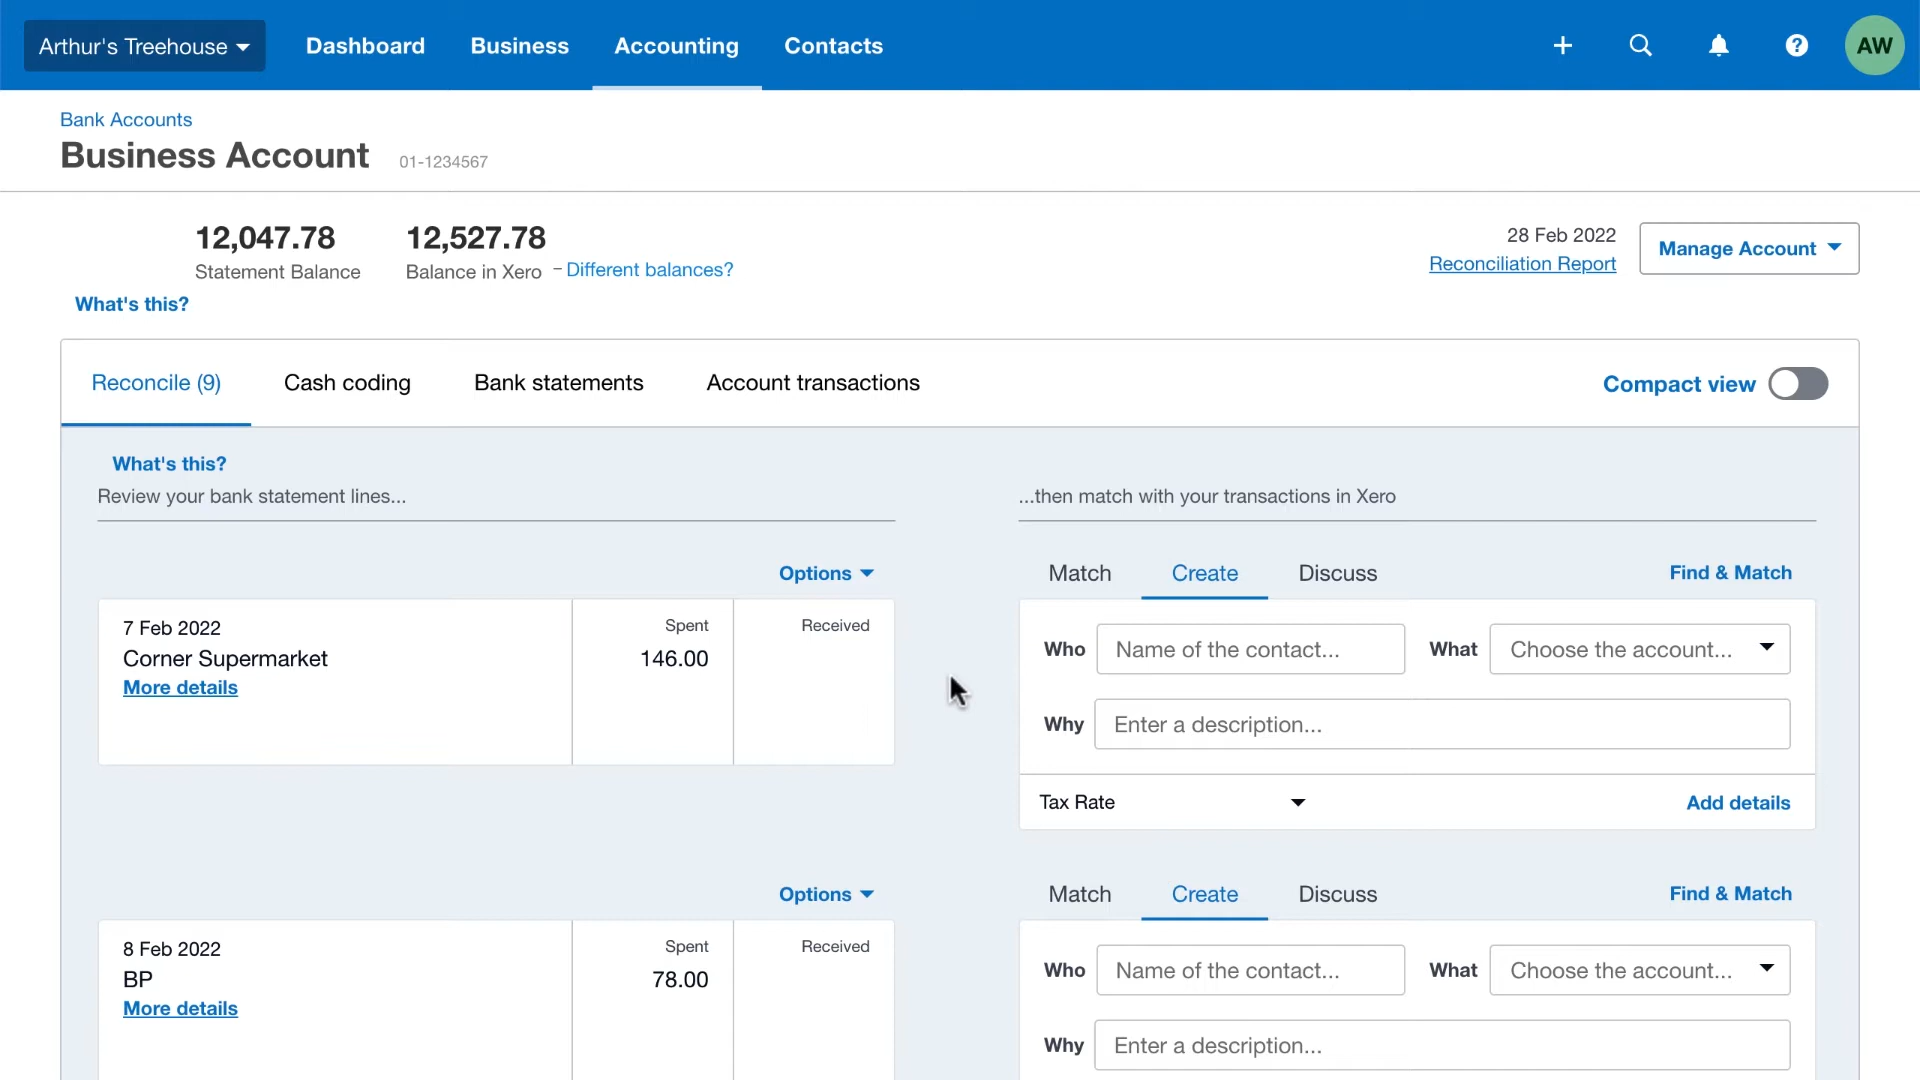 Arthur's Treehouse
Dashboard
Business
Accounting
Contacts
AW
Bank Accounts
Business Account
01-1234567
12,047.78
Statement Balance
12,527.78
Balance in Xero – Different balances?
28 Feb 2022
Reconciliation Report
Manage Account
What's this?
Reconcile (9)
Cash coding
Bank statements
Account transactions
Compact view
What's this?
Review your bank statement lines...
...then match with your transactions in Xero
Options
Match
Create
Discuss
Find & Match
7 Feb 2022
Corner Supermarket
More details
Spent
146.00
Received
Who
Name of the contact...
What
Choose the account...
Why
Enter a description...
Tax Rate
Add details
Options
Match
Create
Discuss
Find & Match
8 Feb 2022
BP
More details
Spent
78.00
Received
Who
Name of the contact...
What
Choose the account...
Why
Enter a description...